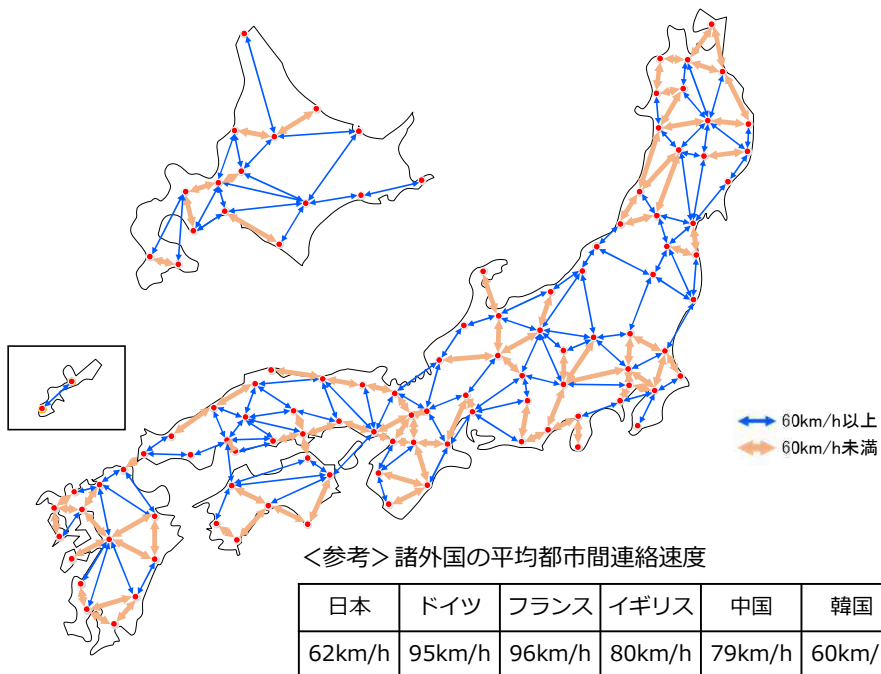 60km/h以上
60km/h未満
＜参考＞諸外国の平均都市間連絡速度
日本 ドイツ フランス イギリス 中国 韓国
62km/h 95km/h 96km/h 80km/h 79km/h 60km/